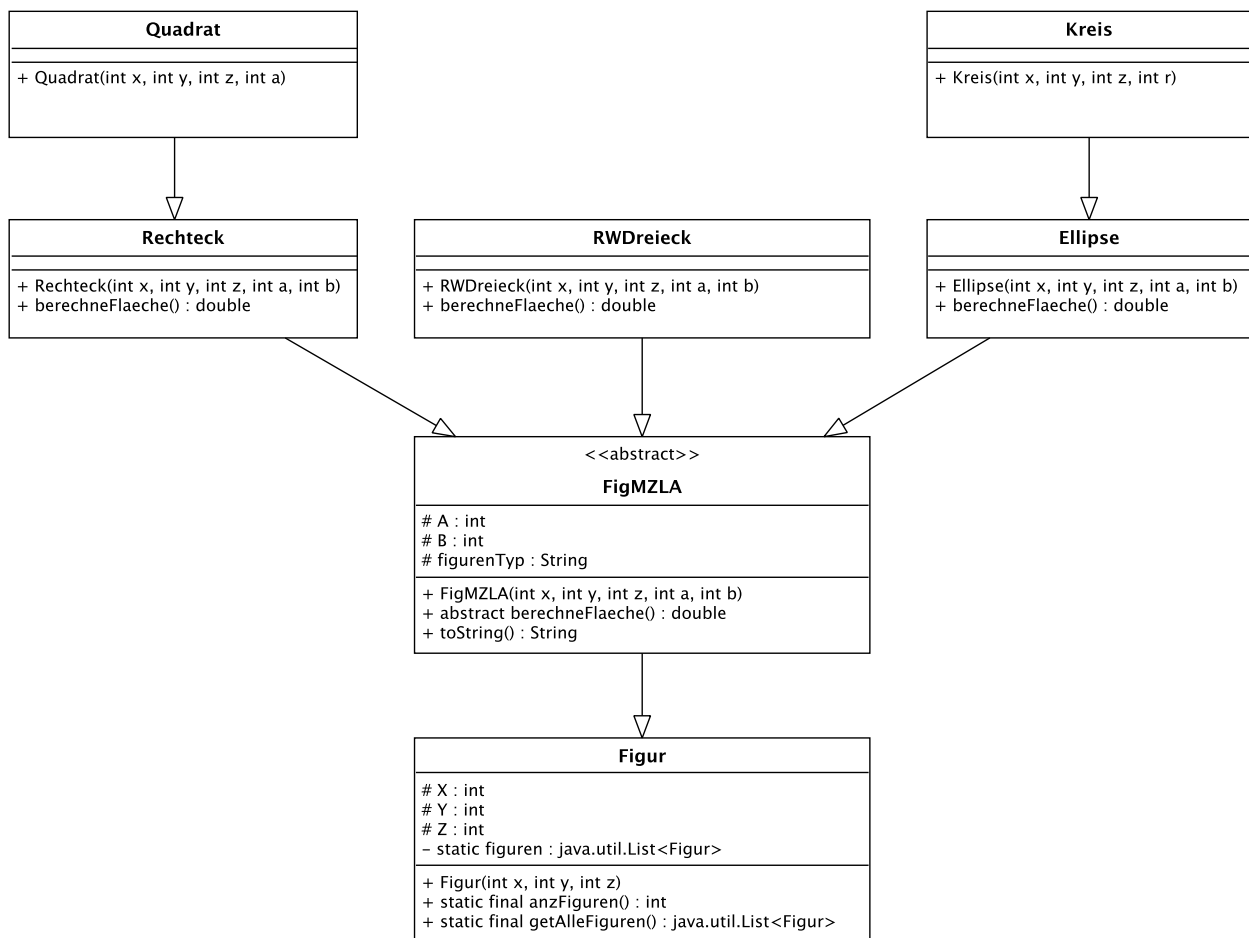 Quadrat
+ Quadrat(int x, int y, int z, int a)
Kreis
+ Kreis(int x, int y, int z, int r)
Rechteck
+ Rechteck(int x, int y, int z, int a, int b)
+ berechneFlaeche() : double
RWDreieck
+ RWDreieck(int x, int y, int z, int a, int b)
+ berechneFlaeche() : double
Ellipse
+ Ellipse(int x, int y, int z, int a, int b)
+ berechneFlaeche() : double
<<abstract>>
FigMZLA
# A : int
# B : int
# figurenTyp : String
+ FigMZLA(int x, int y, int z, int a, int b)
+ abstract berechneFlaeche() : double
+ toString() : String
Figur
# X : int
# Y : int
# Z : int
– static figuren : java.util.List<Figur>
+ Figur(int x, int y, int z)
+ static final anzFiguren() : int
+ static final getAlleFiguren() : java.util.List<Figur>